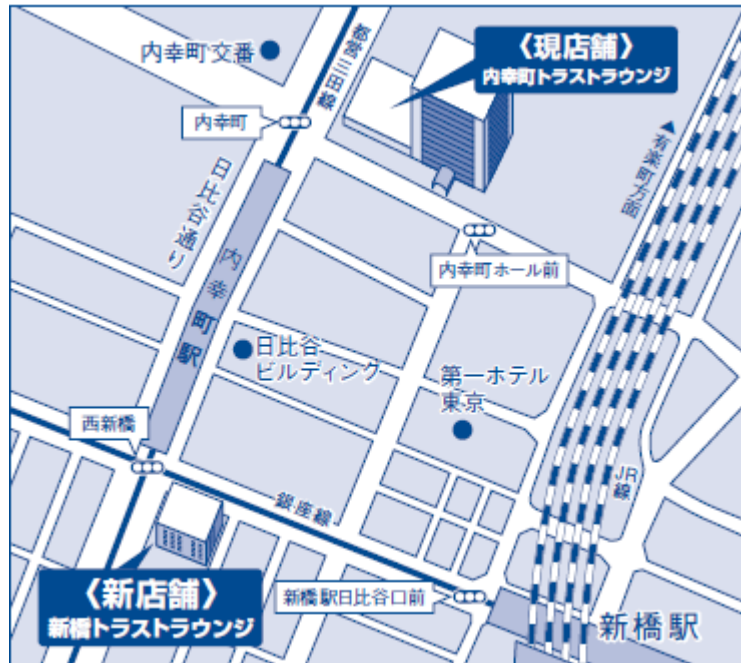 内幸町交番
都営三田線
〈現店舗〉
内幸町トラストラウンジ
内幸町
▲有楽町方面
日比谷通り
内幸町駅
内幸町ホール前
日比谷
ビルディング
第一ホテル
東京
西新橋
銀座線
JR線
〈新店舗〉
新橋トラストラウンジ
新橋駅日比谷口前
新橋駅